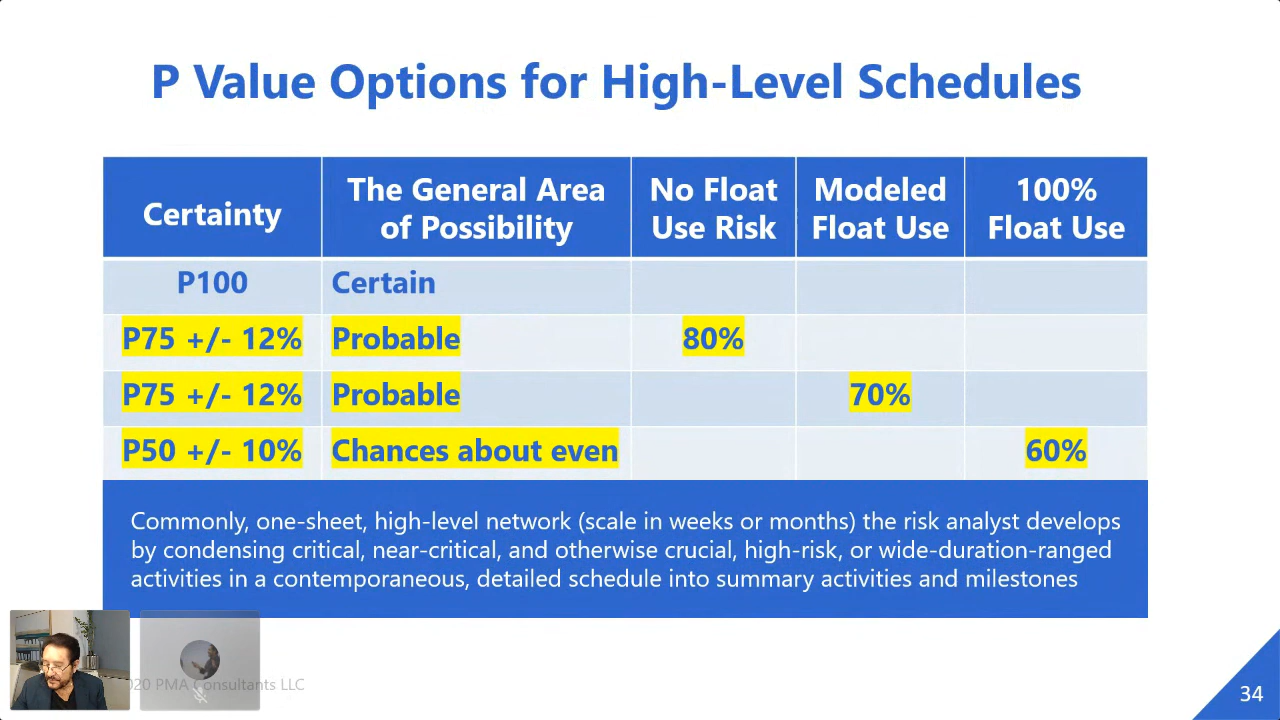 P Value Options for High-Level Schedules
Certainty
The General Area
of Possibility
No Float
Use Risk
Modeled
Float Use
100%
Float Use
P100
Certain
P75 +/- 12%
Probable
80%
P75 +/- 12%
Probable
70%
P50 +/- 10%
Chances about even
60%
Commonly, one-sheet, high-level network (scale in weeks or months) the risk analyst develops
by condensing critical, near-critical, and otherwise crucial, high-risk, or wide-duration-ranged
activities in a contemporaneous, detailed schedule into summary activities and milestones
PMA Consultants LLC
34